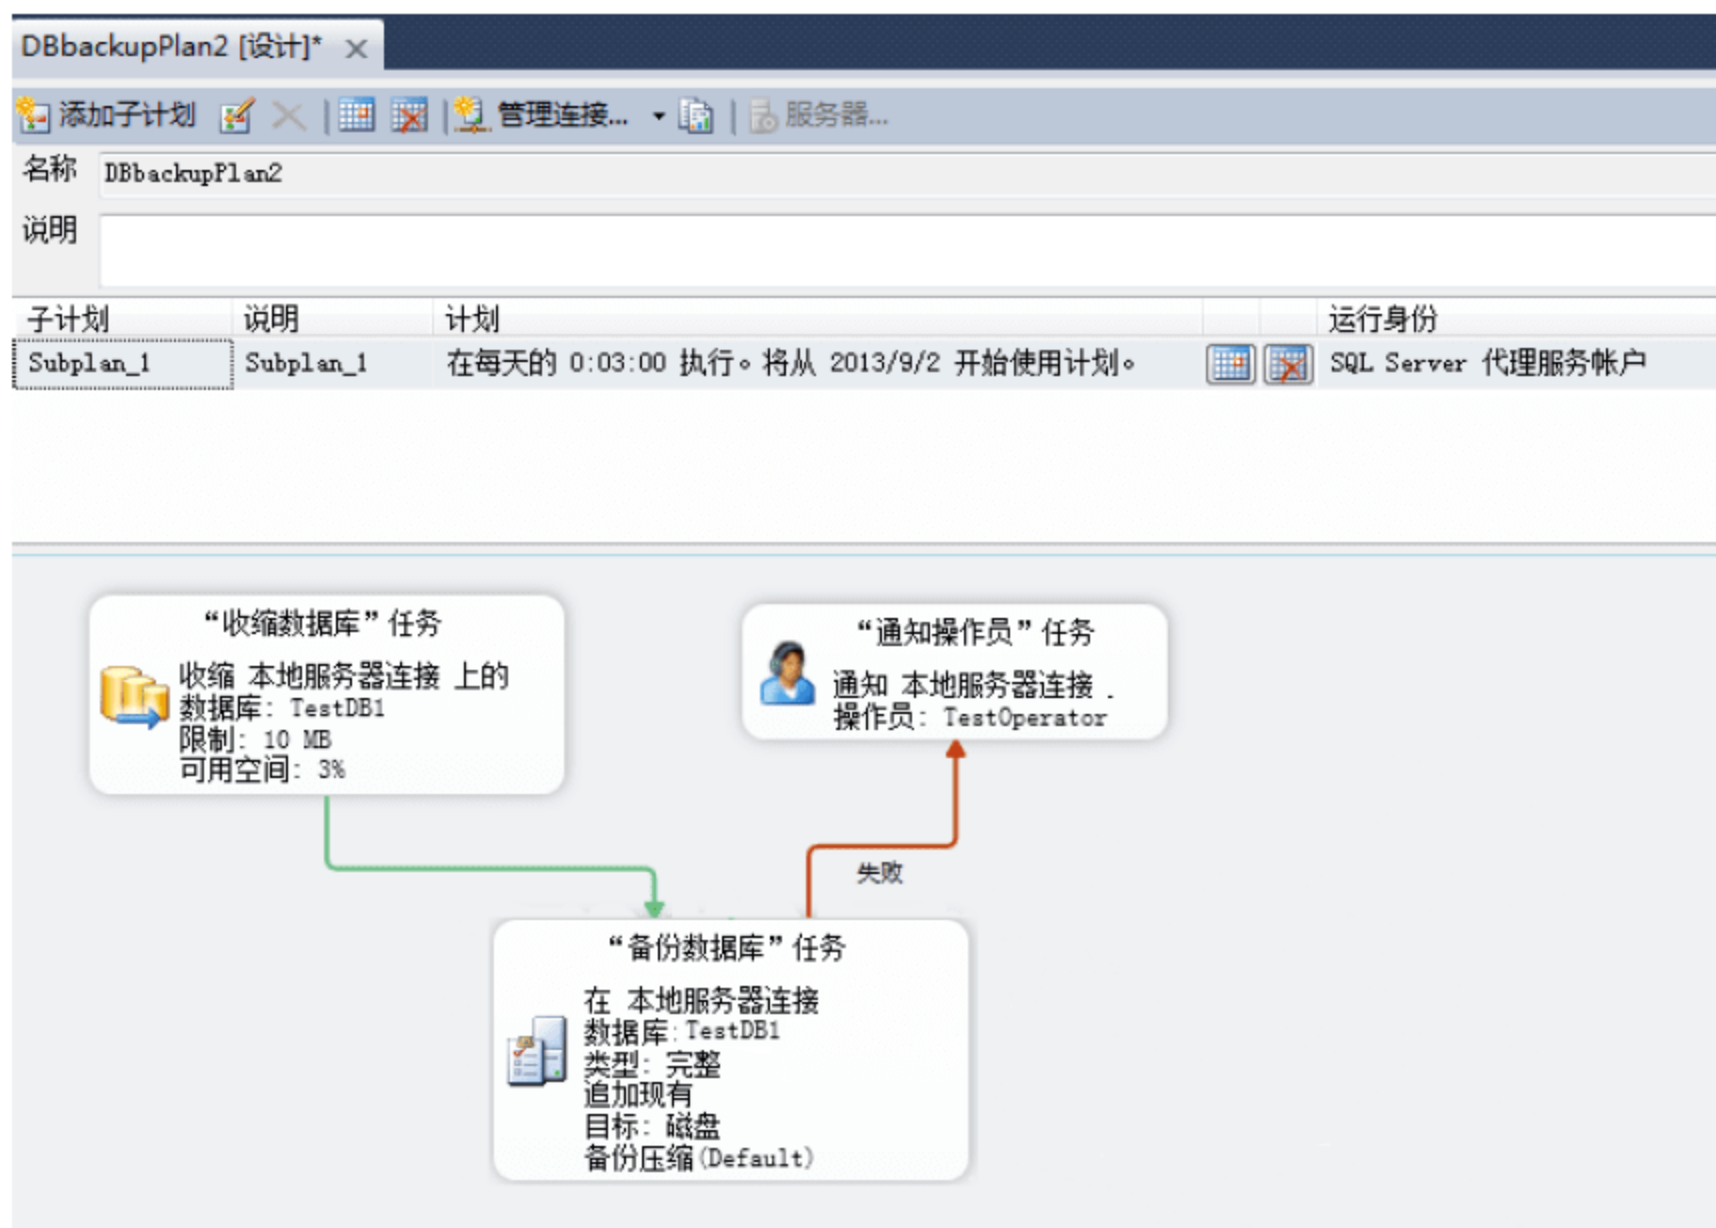 DBbackupPlan2 [设计]*
添加子计划 管理连接... 服务器...
名称 DBbackupPlan2
说明
子计划 说明 计划 运行身份
Subplan_1 Subplan_1 在每天的 0:03:00 执行。将从 2013/9/2 开始使用计划。 SQL Server 代理服务帐户
“收缩数据库”任务
收缩 本地服务器连接 上的
数据库: TestDB1
限制: 10 MB
可用空间: 3%
“通知操作员”任务
通知 本地服务器连接 .
操作员: TestOperator
失败
“备份数据库”任务
在 本地服务器连接
数据库:TestDB1
类型: 完整
追加现有
目标: 磁盘
备份压缩(Default)